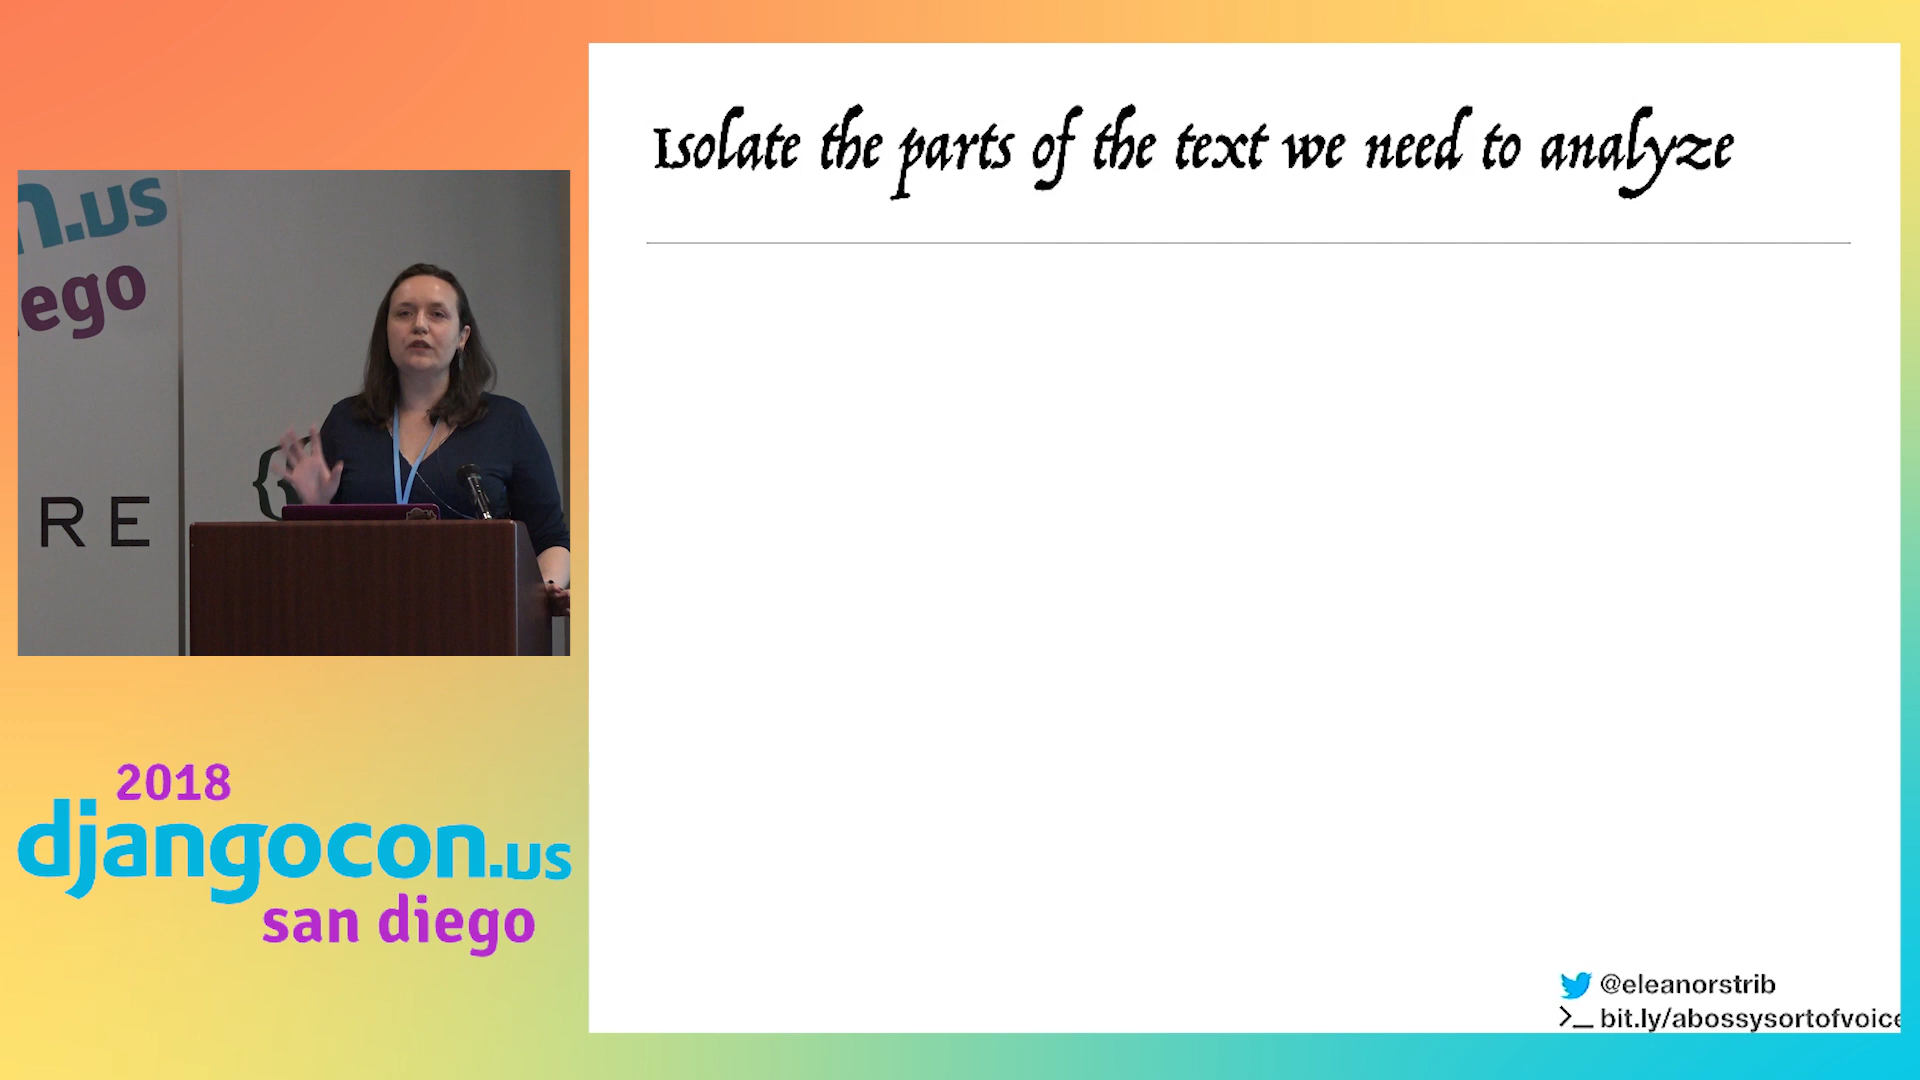 Isolate the parts of the text we need to analyze
n.us
ego
RE
{
2018
djangocon.us
san diego
@eleanorstrib
>_ bit.ly/abossysortofvoice